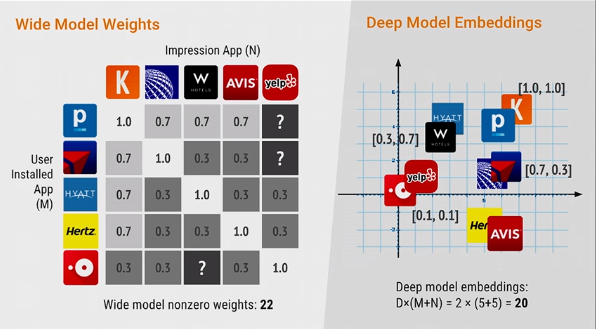 Wide Model Weights
Impression App (N)
K
W
HOTELS
AVIS
yelp
User
Installed
App
(M)
p
1.0 0.7 0.7 0.7 ?
0.7 1.0 0.3 0.3 ?
HYATT
0.7 0.3 1.0 0.3 0.3
Hertz
0.7 0.3 0.3 1.0 0.3
0.3 0.3 ? 0.3 1.0
Wide model nonzero weights: 22
Deep Model Embeddings
[1.0, 1.0]
K
HYATT
p
W
HOTELS
[0.3, 0.7]
[0.7, 0.3]
yelp
[0.1, 0.1]
Her
AVIS
Deep model embeddings:
D×(M+N) = 2 × (5+5) = 20